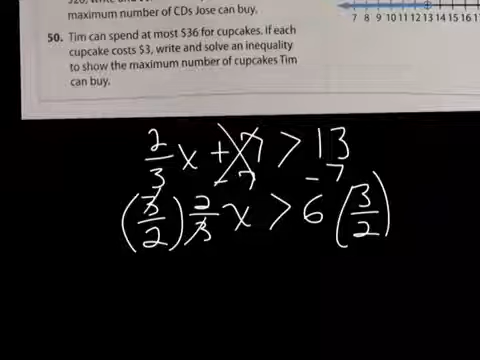 maximum number of CDs Jose can buy.
7 8 9 10 11 12 13 14 15 16 17
50. Tim can spend at most $36 for cupcakes. If each
cupcake costs $3, write and solve an inequality
to show the maximum number of cupcakes Tim
can buy.
2/3 x + 7 > 13
- 7 - 7
(3/2) 2/3 x > 6 (3/2)